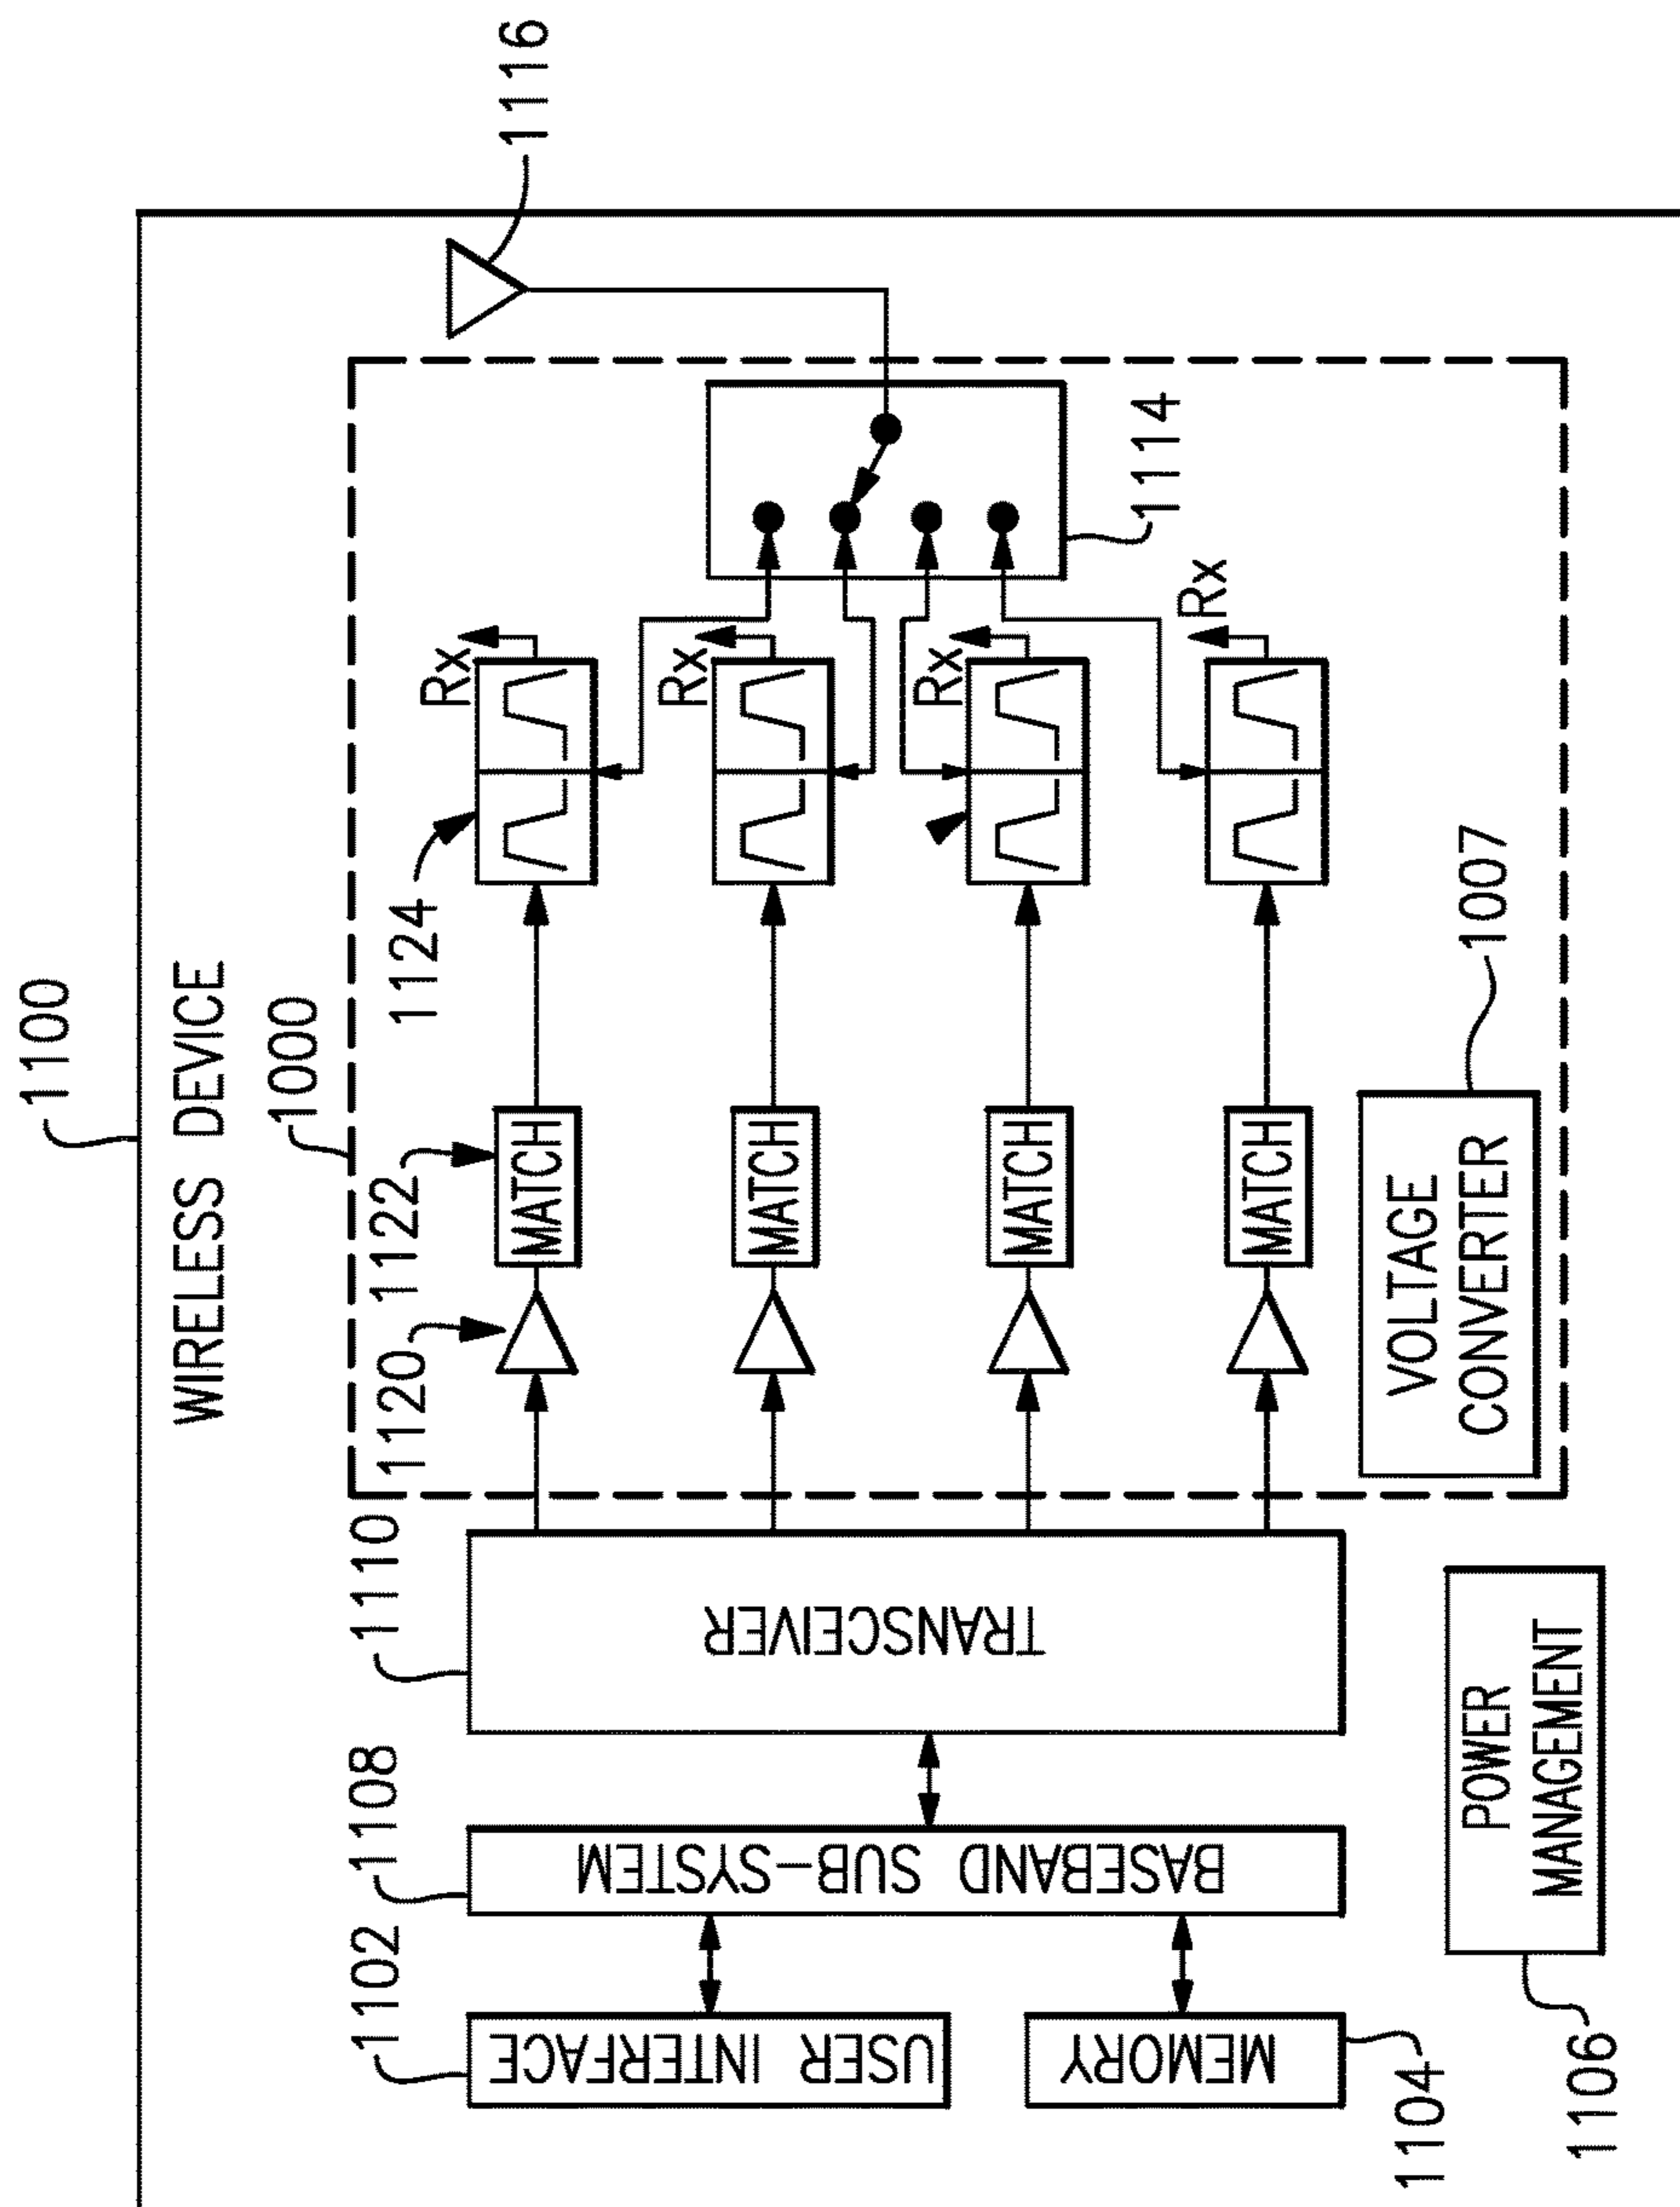 1100
WIRELESS DEVICE
1000
1116
1102
1108
1110
1120
1122
1124
Rx
Rx
Rx
Rx
USER INTERFACE
MEMORY
BASEBAND SUB-SYSTEM
TRANSCEIVER
MATCH
MATCH
MATCH
MATCH
1114
1104
POWER
MANAGEMENT
1106
VOLTAGE
CONVERTER
1007